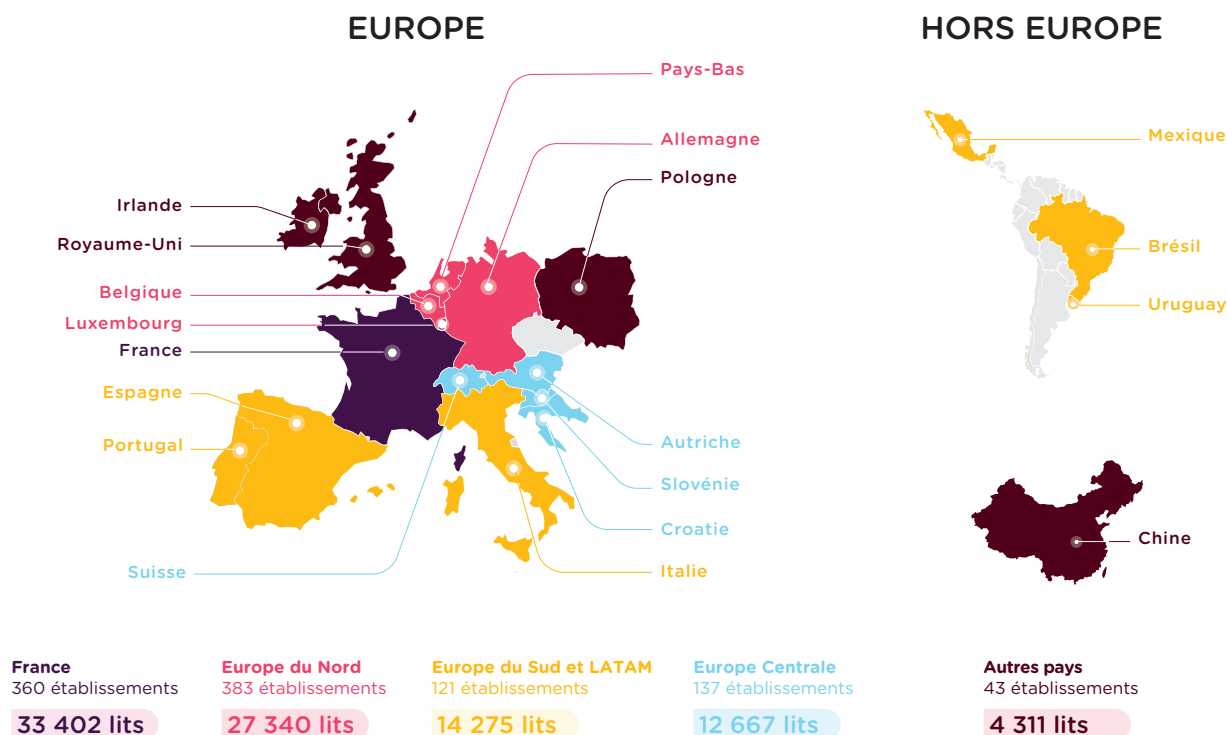 EUROPE
HORS EUROPE
Pays-Bas
Allemagne
Pologne
Irlande
Royaume-Uni
Belgique
Luxembourg
France
Espagne
Portugal
Suisse
Autriche
Slovénie
Croatie
Italie
Mexique
Brésil
Uruguay
Chine
France
360 établissements
33 402 lits
Europe du Nord
383 établissements
27 340 lits
Europe du Sud et LATAM
121 établissements
14 275 lits
Europe Centrale
137 établissements
12 667 lits
Autres pays
43 établissements
4 311 lits